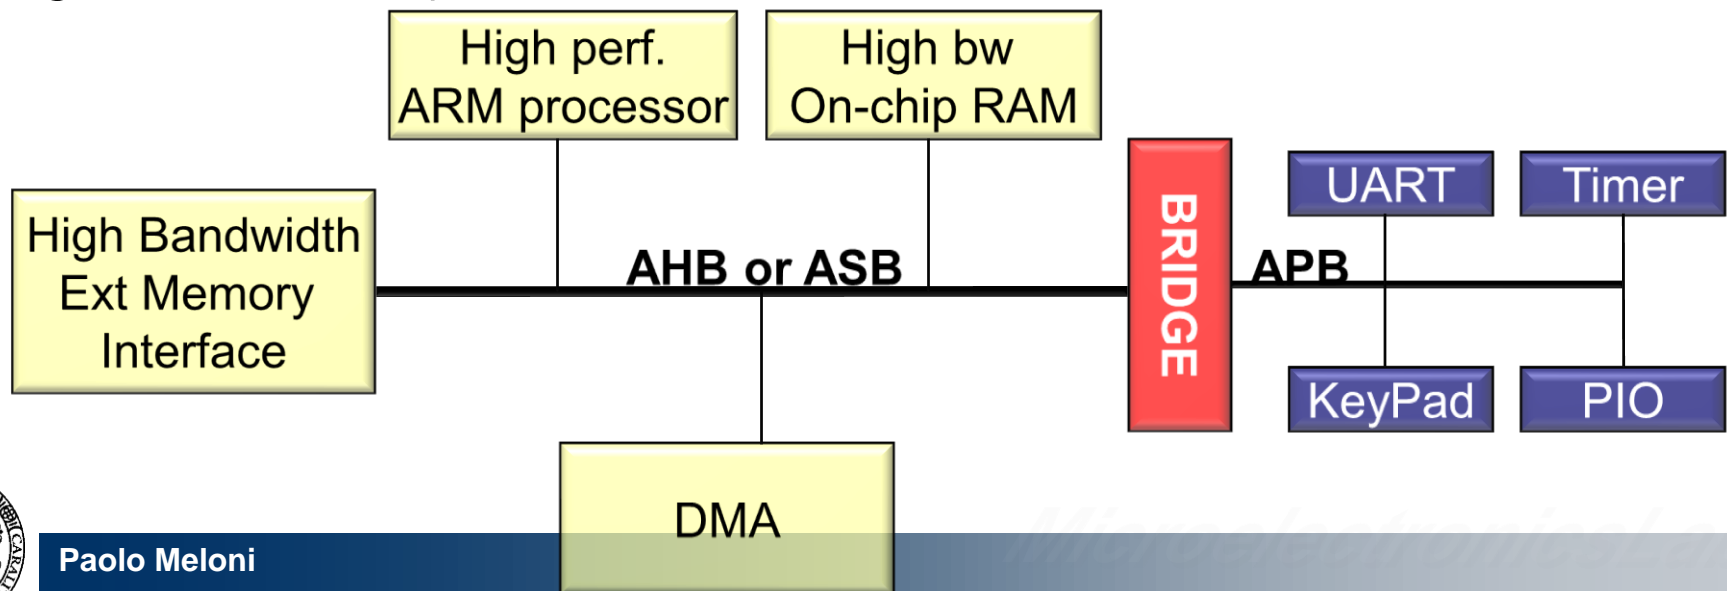 High perf.
ARM processor
High bw
On-chip RAM
High Bandwidth
Ext Memory
Interface
AHB or ASB
BRIDGE
APB
UART
Timer
KeyPad
PIO
DMA
Paolo Meloni